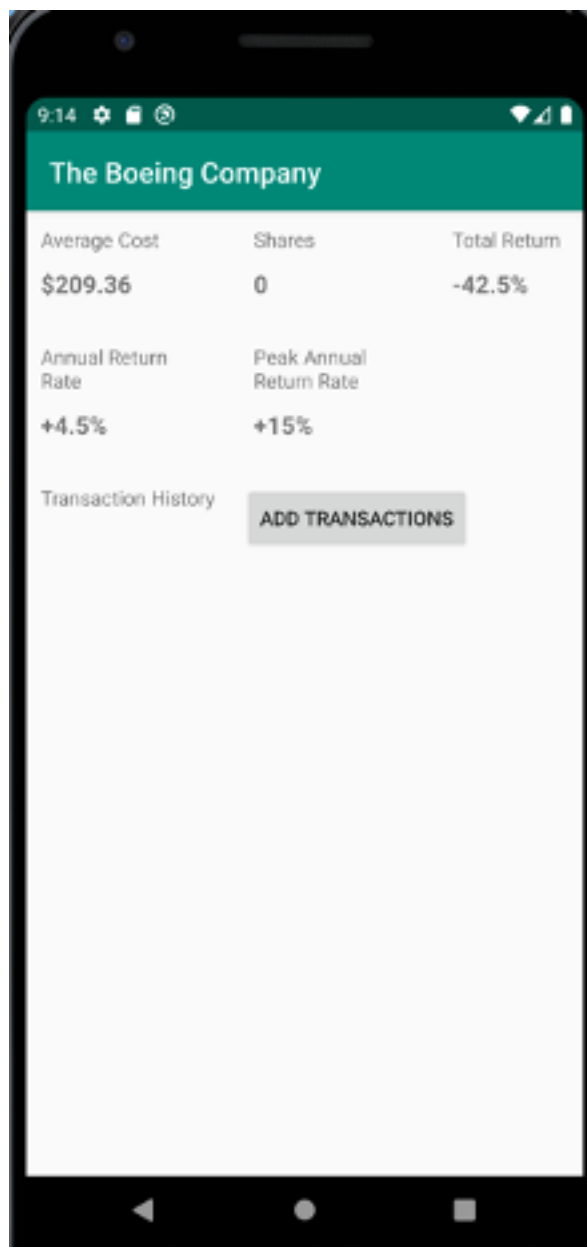 9:14
The Boeing Company
Average Cost Shares Total Return
$209.36 0 -42.5%
Annual Return Peak Annual
Rate Return Rate
+4.5% +15%
Transaction History ADD TRANSACTIONS